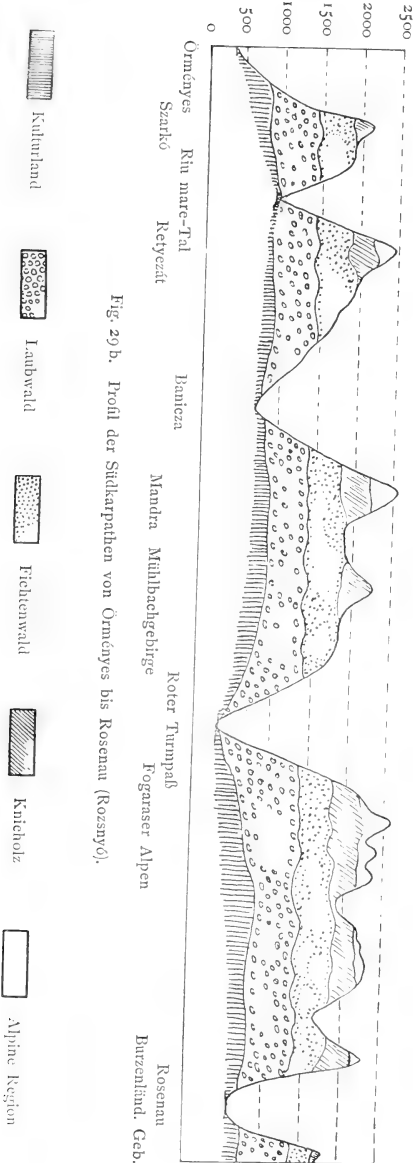 2500
2000
1500
1000
500
0
Örményes
Szarkó
Riu mare-Tal
Retyezát
Banicza
Mandra
Mühlbachgebirge
Roter Turmpaß
Fogaraser Alpen
Rosenau
Burzenländ. Geb.
Fig. 29 b. Profil der Südkarpathen von Örményes bis Rosenau (Rozsnyó).
Kulturland
Laubwald
Fichtenwald
Knieholz
Alpine Region